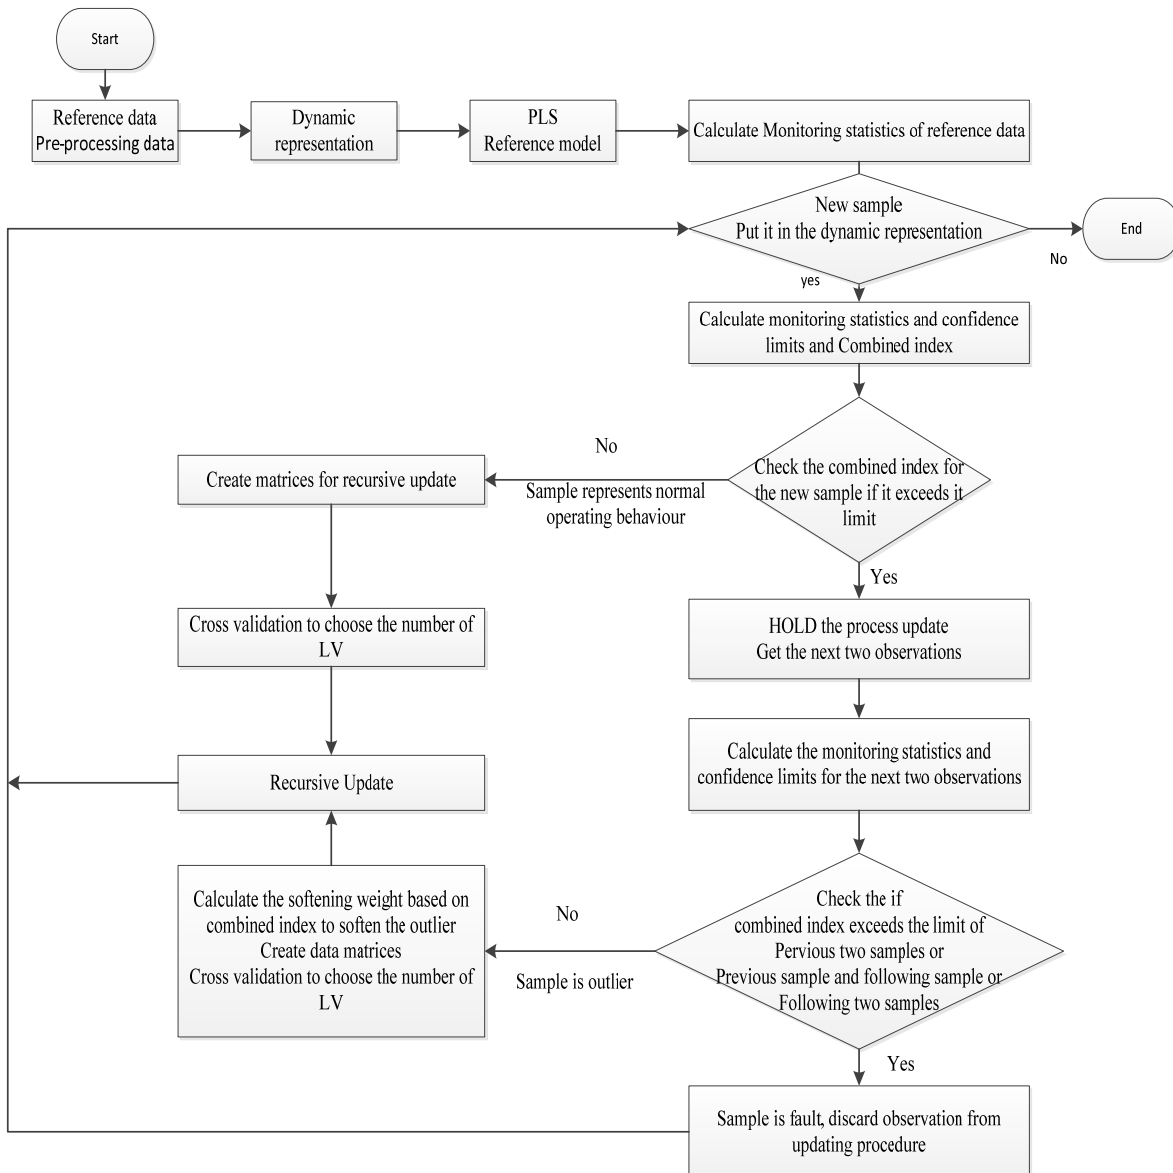 Start
Reference data
Pre-processing data
Dynamic
representation
PLS
Reference model
Calculate Monitoring statistics of reference data
New sample
Put it in the dynamic representation
End
No
yes
Calculate monitoring statistics and confidence
limits and Combined index
Check the combined index for
the new sample if it exceeds it
limit
No
Sample represents normal
operating behaviour
Create matrices for recursive update
Cross validation to choose the number of
LV
Recursive Update
Yes
HOLD the process update
Get the next two observations
Calculate the monitoring statistics and
confidence limits for the next two observations
Check the if
combined index exceeds the limit of
Pervious two samples or
Previous sample and following sample or
Following two samples
No
Sample is outlier
Calculate the softening weight based on
combined index to soften the outlier
Create data matrices
Cross validation to choose the number of
LV
Yes
Sample is fault, discard observation from
updating procedure